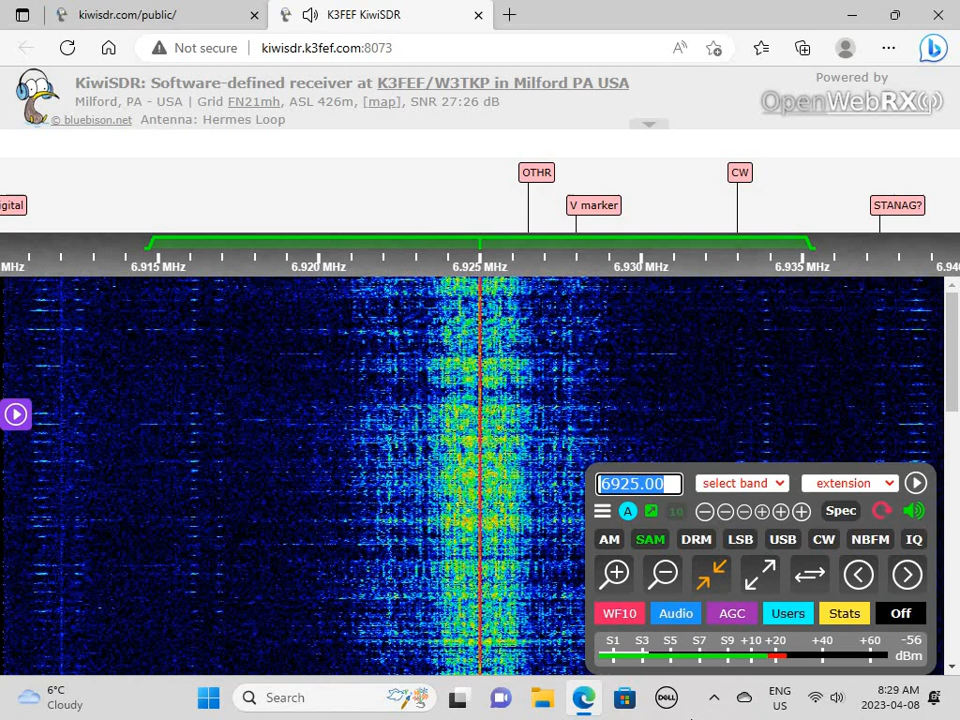 kiwisdr.com/public/
K3FEF KiwiSDR
Not secure
kiwisdr.k3fef.com:8073
KiwiSDR: Software-defined receiver at K3FEF/W3TKP in Milford PA USA
Milford, PA - USA | Grid FN21mh, ASL 426m, [map], SNR 27:26 dB
© bluebison.net Antenna: Hermes Loop
Powered by
OpenWebRX
OTHR
CW
igital
V marker
STANAG?
MHz 6.915 MHz 6.920 MHz 6.925 MHz 6.930 MHz 6.935 MHz 6.940
6925.00 select band extension
A 10 Spec
AM SAM DRM LSB USB CW NBFM IQ
WF10 Audio AGC Users Stats Off
S1 S3 S5 S7 S9 +10 +20 +40 +60 -56
dBm
6°C
Cloudy
Search
DELL
ENG
US
8:29 AM
2023-04-08